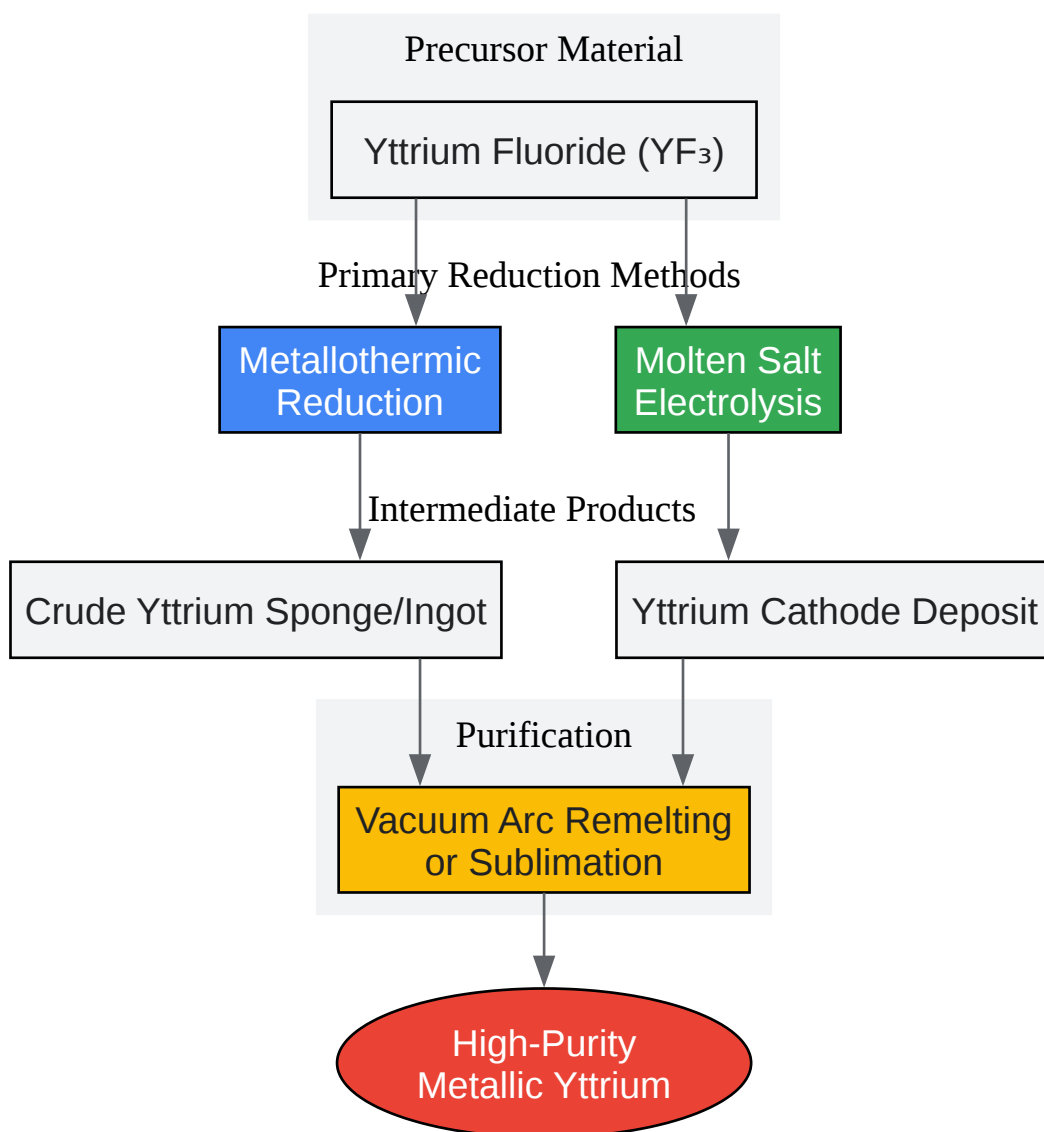 Precursor Material
Yttrium Fluoride (YF₃)
Primary Reduction Methods
Metallothermic
Reduction
Molten Salt
Electrolysis
Intermediate Products
Crude Yttrium Sponge/Ingot
Yttrium Cathode Deposit
Purification
Vacuum Arc Remelting
or Sublimation
High-Purity
Metallic Yttrium